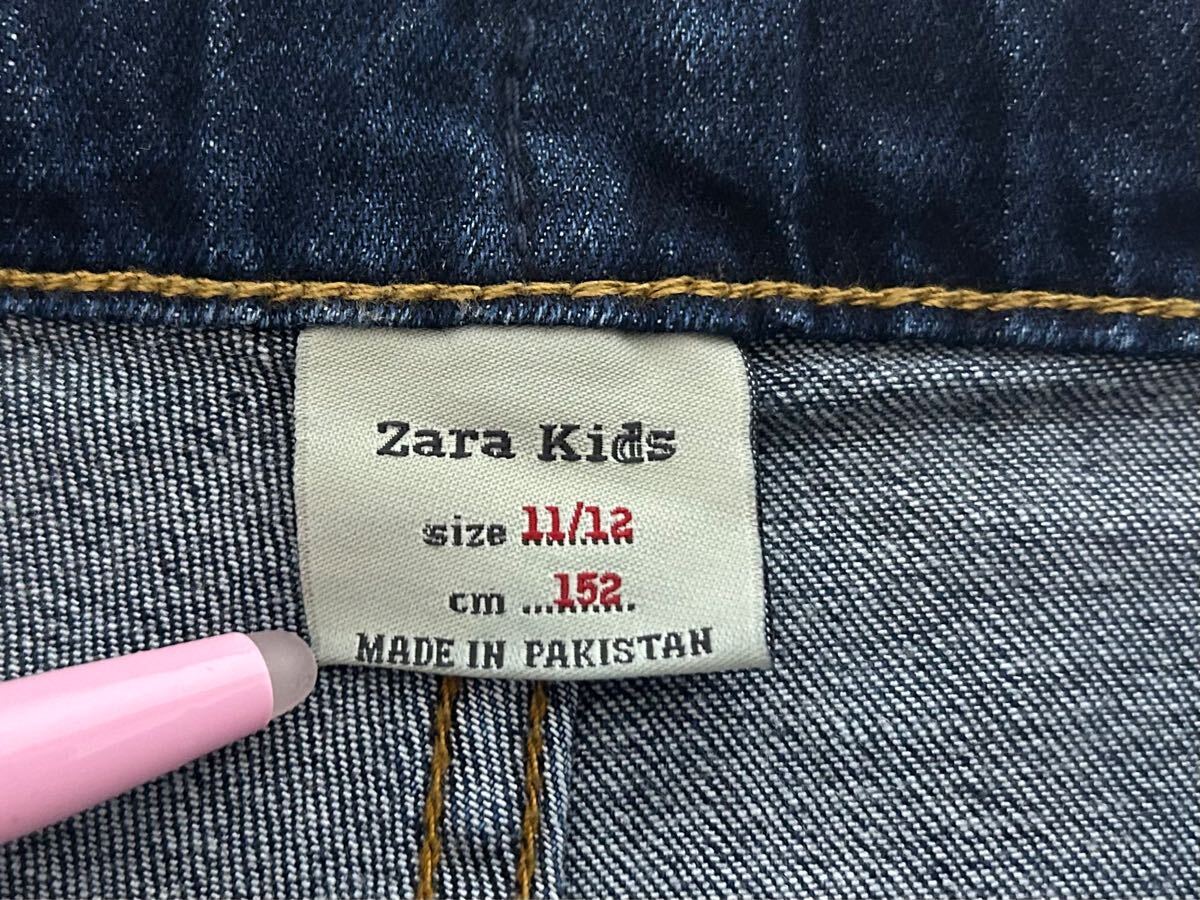 Zara Kids
size 11/12
cm ...152.
MADE IN PAKISTAN